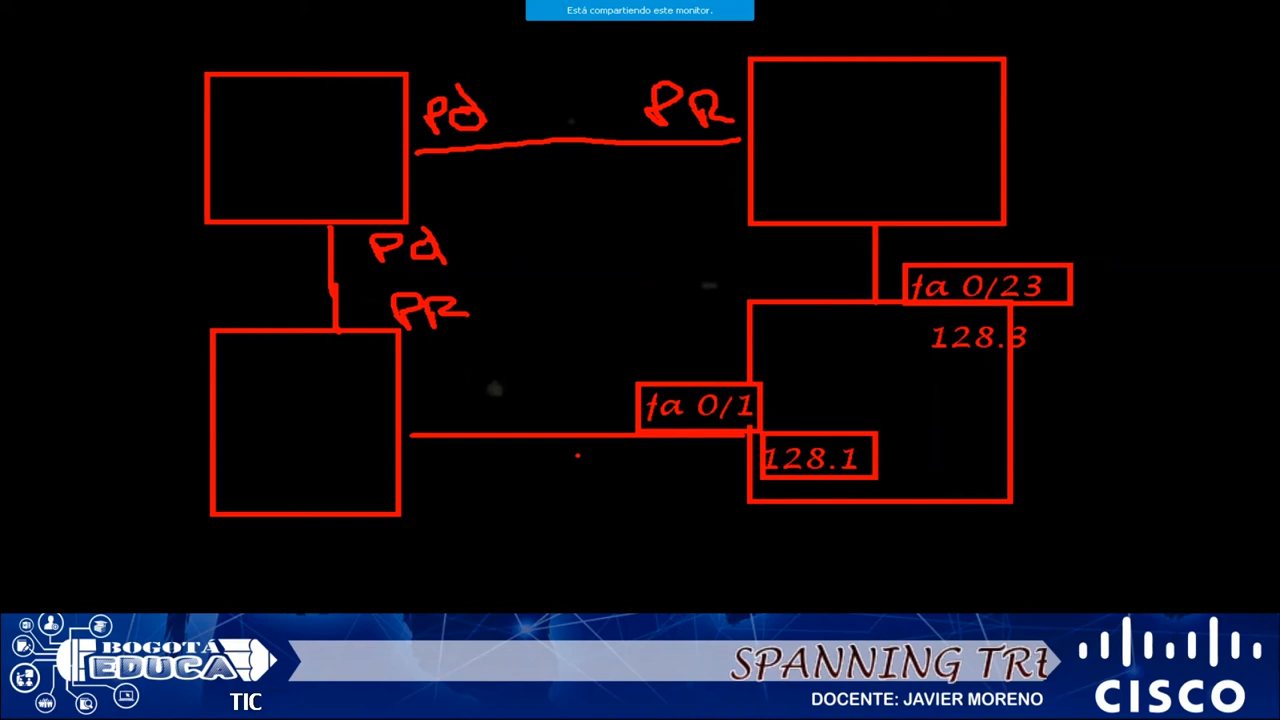 Está compartiendo este monitor.
Pd PR
Pd
PR
fa 0/23
128.3
fa 0/1
128.1
BOGOTÁ
EDUCA
TIC
SPANNING TRE
DOCENTE: JAVIER MORENO
CISCO